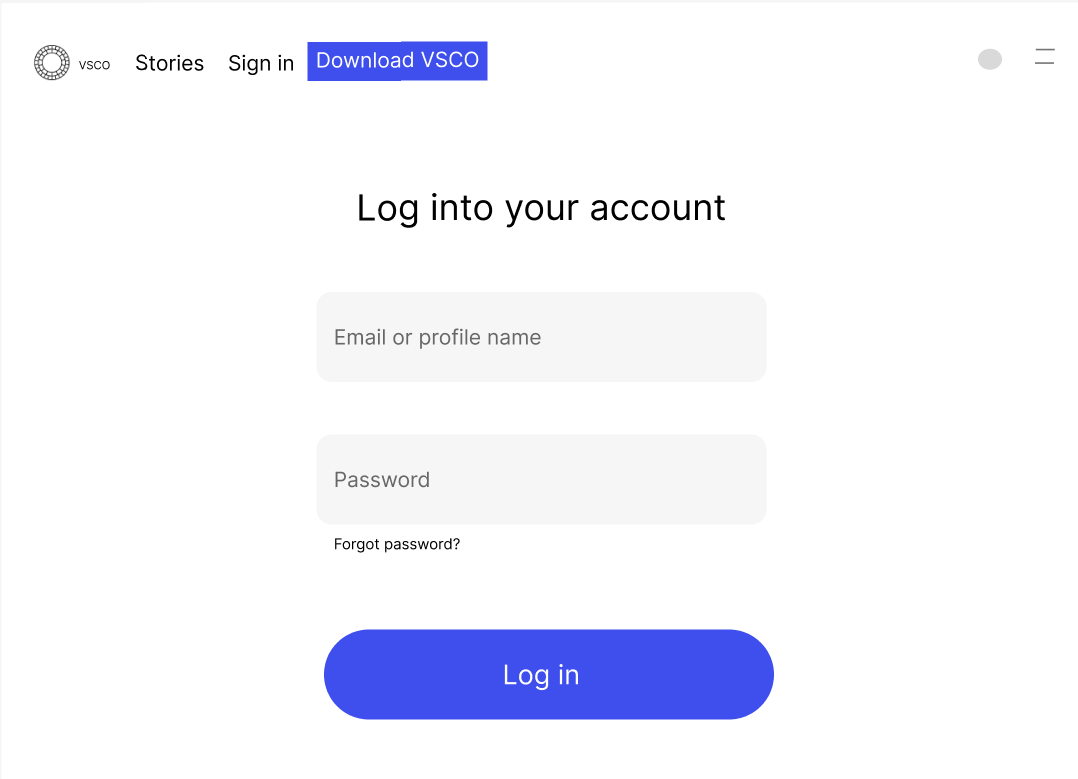 vsco Stories Sign in Download VSCO
Log into your account
Email or profile name
Password
Forgot password?
Log in